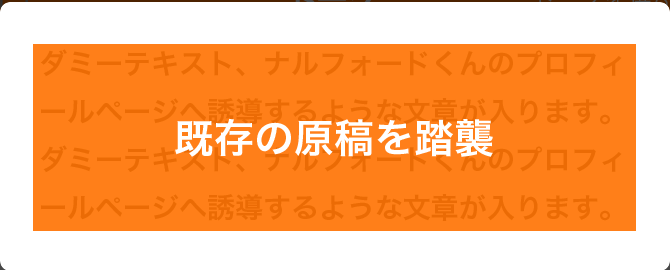 ダミーテキスト、ナルフォードくんのプロフィ
ールページへ誘導するような文章が入ります。
既存の原稿を踏襲
ダミーテキスト、ナルフォードくんのプロフィ
ールページへ誘導するような文章が入ります。